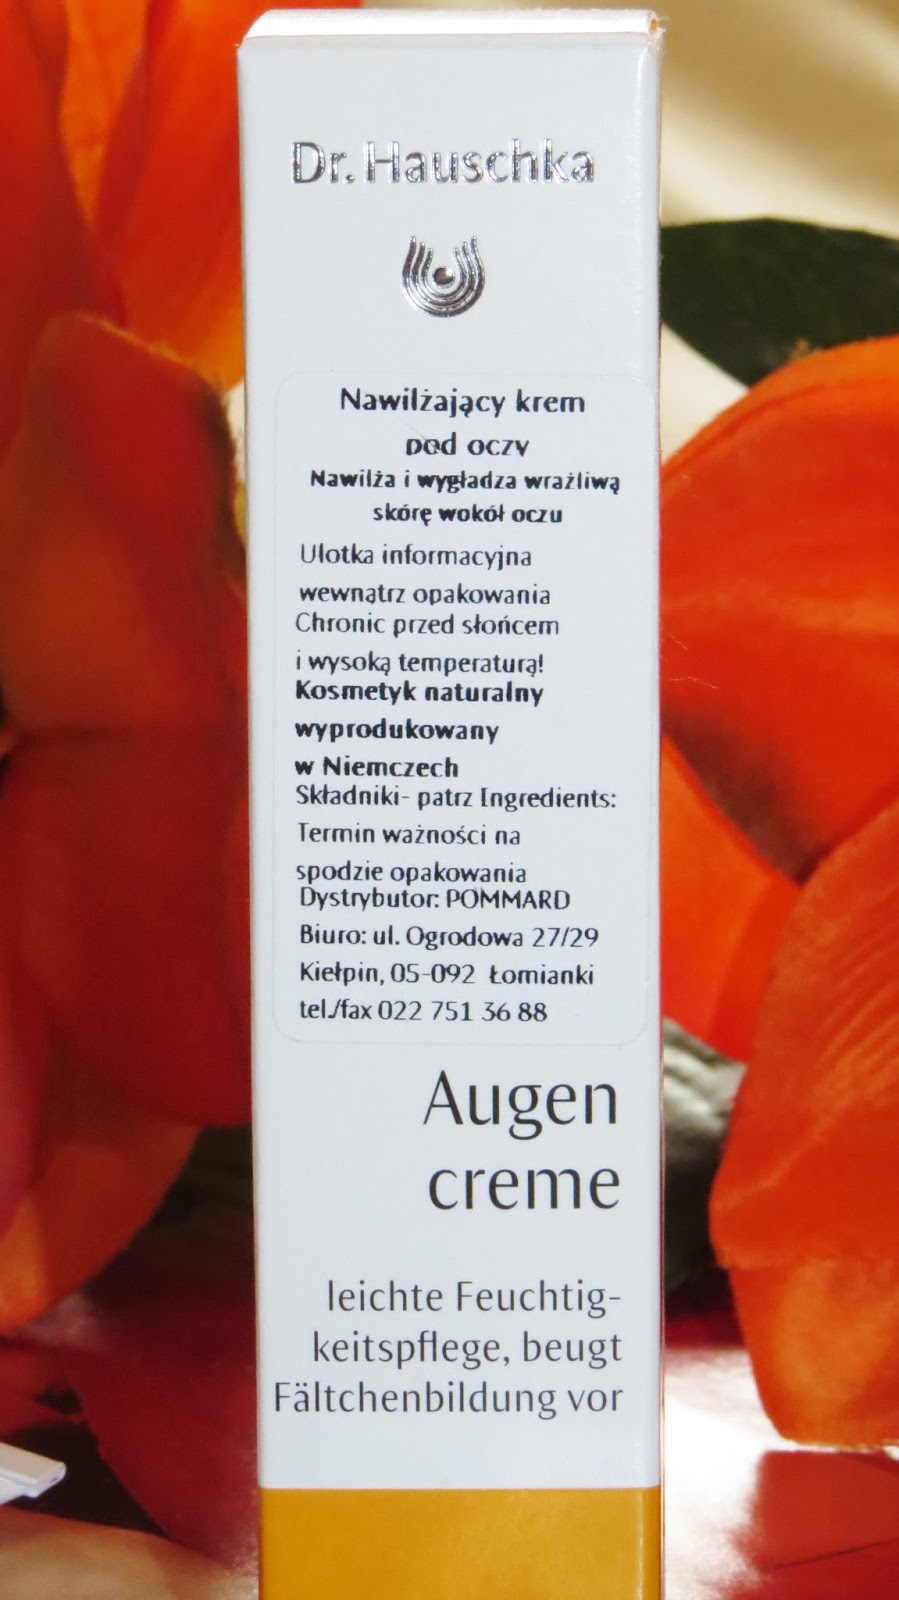 Dr. Hauschka
Nawilżający krem
pod oczy
Nawilża i wygładza wrażliwą
skórę wokół oczu
Ulotka informacyjna
wewnątrz opakowania
Chronic przed słońcem
i wysoką temperaturą!
Kosmetyk naturalny
wyprodukowany
w Niemczech
Składniki- patrz Ingredients:
Termin ważności na
spodzie opakowania
Dystrybutor: POMMARD
Biuro: ul. Ogrodowa 27/29
Kiełpin, 05-092 Łomianki
tel./fax 022 751 36 88
Augen
creme
leichte Feuchtig-
keitspflege, beugt
Fältchenbildung vor